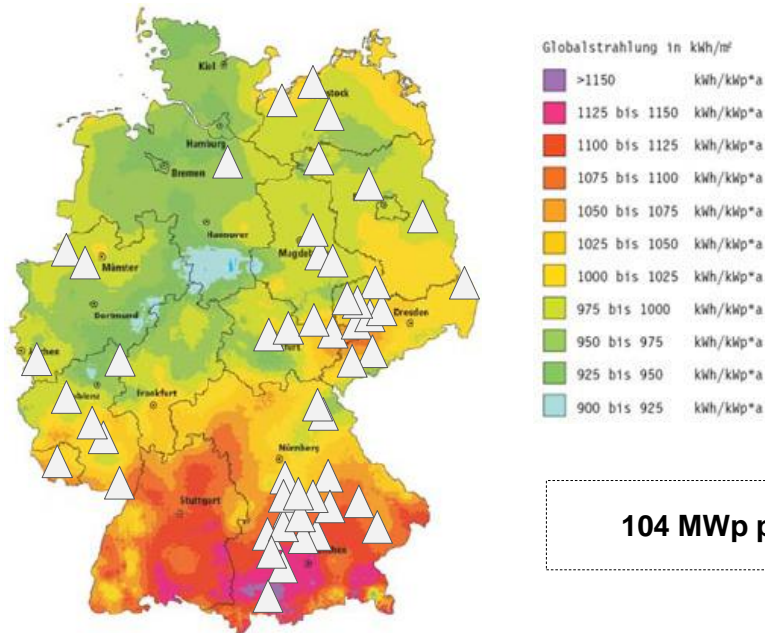 Kiel
stock
Hamburg
Bremen
Hannover
Magdeb
Münster
Dortmund
Dresden
furt
Frankfurt
Nürnberg
Stuttgart
Globalstrahlung in kWh/m²
>1150 kWh/kWp*a
1125 bis 1150 kWh/kWp*a
1100 bis 1125 kWh/kWp*a
1075 bis 1100 kWh/kWp*a
1050 bis 1075 kWh/kWp*a
1025 bis 1050 kWh/kWp*a
1000 bis 1025 kWh/kWp*a
975 bis 1000 kWh/kWp*a
950 bis 975 kWh/kWp*a
925 bis 950 kWh/kWp*a
900 bis 925 kWh/kWp*a
104 MWp p